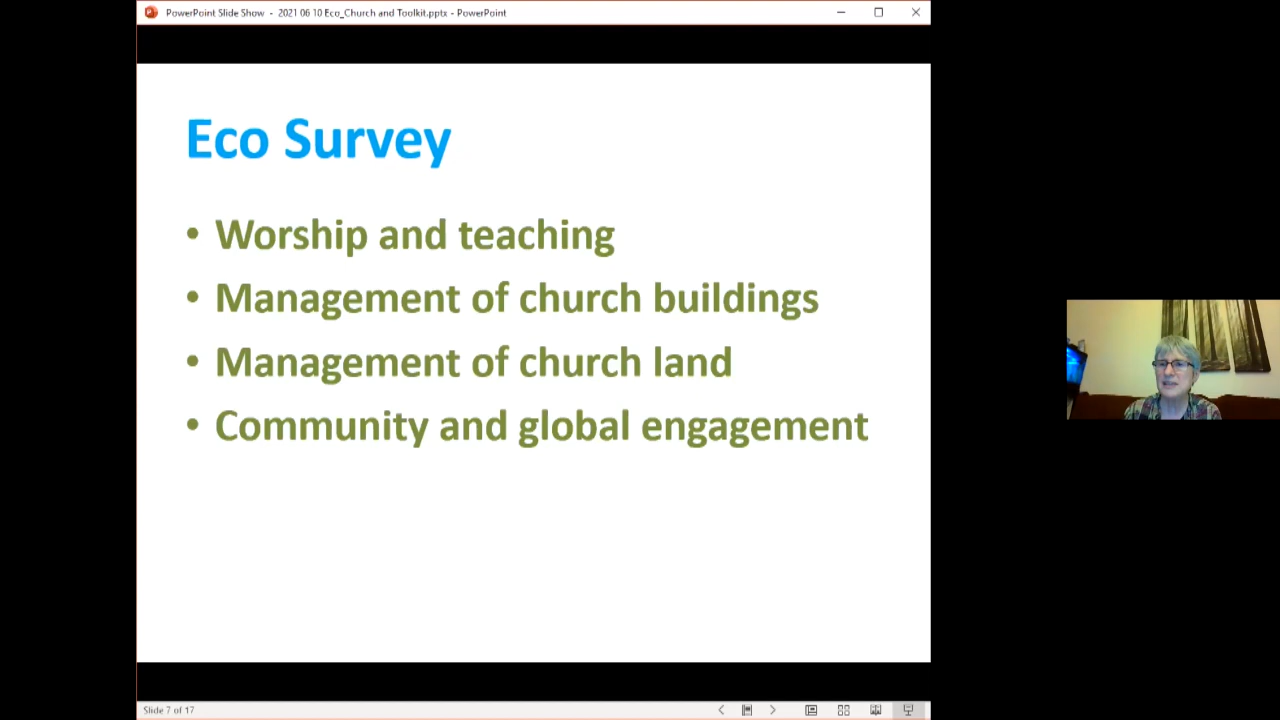 PowerPoint Slide Show - 2021 06 10 Eco_Church and Toolkit.pptx - PowerPoint
Eco Survey
• Worship and teaching
• Management of church buildings
• Management of church land
• Community and global engagement
Slide 7 of 17